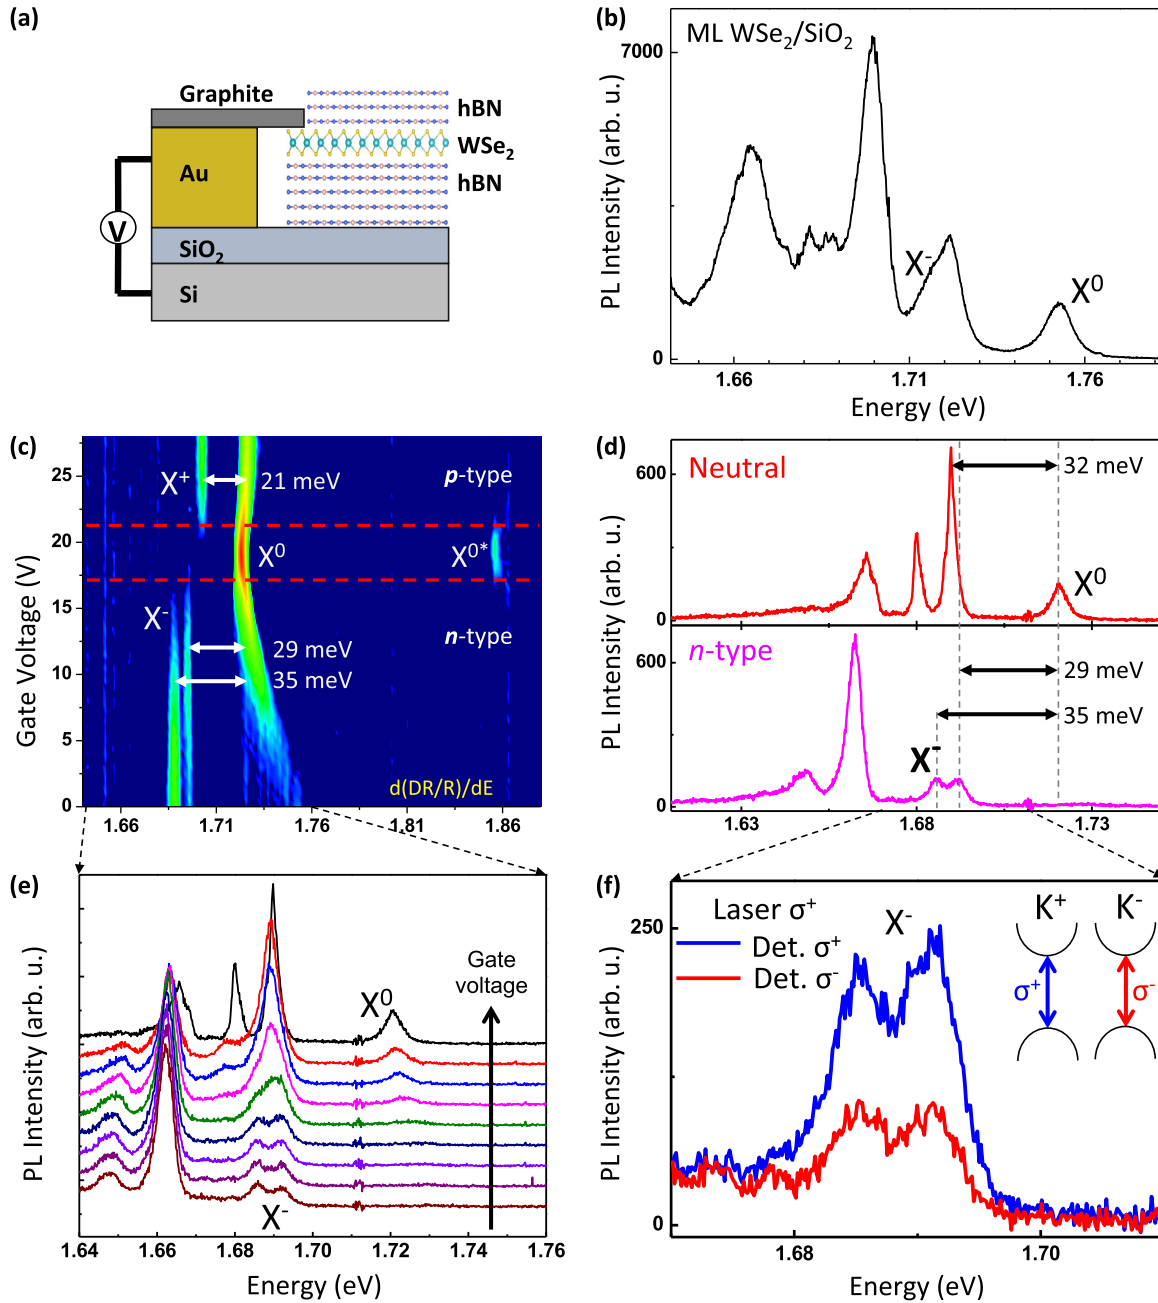 (a)
Graphite
hBN
WSe₂
hBN
Au
V
SiO₂
Si
(b)
ML WSe₂/SiO₂
7000
0
X⁻
X⁰
PL Intensity (arb. u.)
1.66
1.71
1.76
Energy (eV)
(c)
25
20
15
10
5
0
Gate Voltage (V)
X⁺
21 meV
p-type
X⁰
X⁰*
X⁻
n-type
29 meV
35 meV
d(DR/R)/dE
1.66
1.71
1.76
1.81
1.86
(d)
600
0
Neutral
32 meV
X⁰
600
0
n-type
29 meV
35 meV
X⁻
PL Intensity (arb. u.)
1.63
1.68
1.73
(e)
PL Intensity (arb. u.)
Gate
voltage
X⁰
X⁻
1.64
1.66
1.68
1.70
1.72
1.74
1.76
Energy (eV)
(f)
250
0
PL Intensity (arb. u.)
Laser σ⁺
Det. σ⁺
Det. σ⁻
X⁻
K⁺
K⁻
σ⁺
σ⁻
1.68
1.70
Energy (eV)